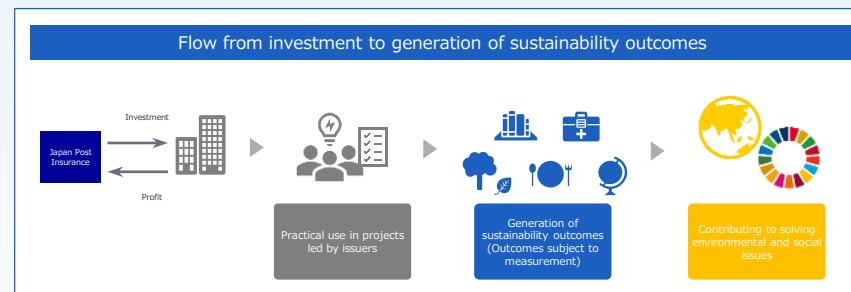 Flow from investment to generation of sustainability outcomes
Investment
Japan Post
Insurance
Profit
Practical use in projects
led by issuers
Generation of
sustainability outcomes
(Outcomes subject to
measurement)
Contributing to solving
environmental and social
issues